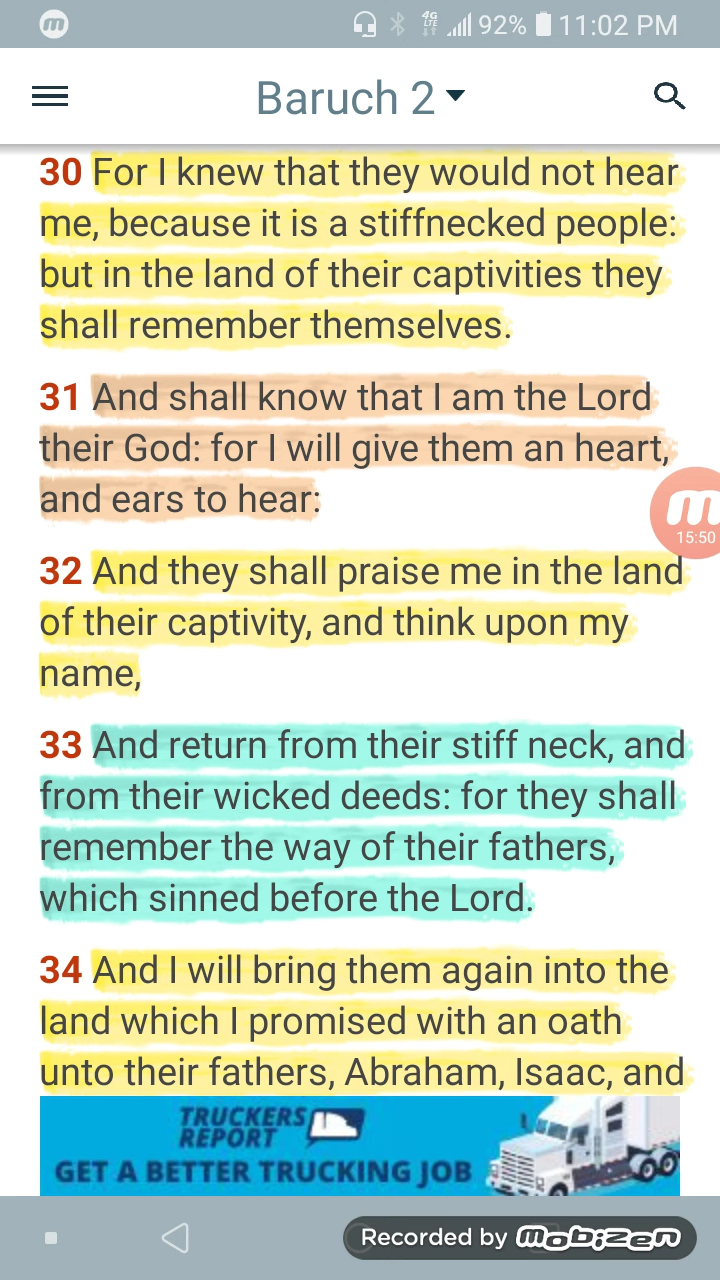 m 4G LTE 92% 11:02 PM
Baruch 2
30 For I knew that they would not hear
me, because it is a stiffnecked people:
but in the land of their captivities they
shall remember themselves.
31 And shall know that I am the Lord
their God: for I will give them an heart,
and ears to hear:
m
15:50
32 And they shall praise me in the land
of their captivity, and think upon my
name,
33 And return from their stiff neck, and
from their wicked deeds: for they shall
remember the way of their fathers,
which sinned before the Lord.
34 And I will bring them again into the
land which I promised with an oath
unto their fathers, Abraham, Isaac, and
TRUCKERS
REPORT
GET A BETTER TRUCKING JOB
Recorded by mobizen